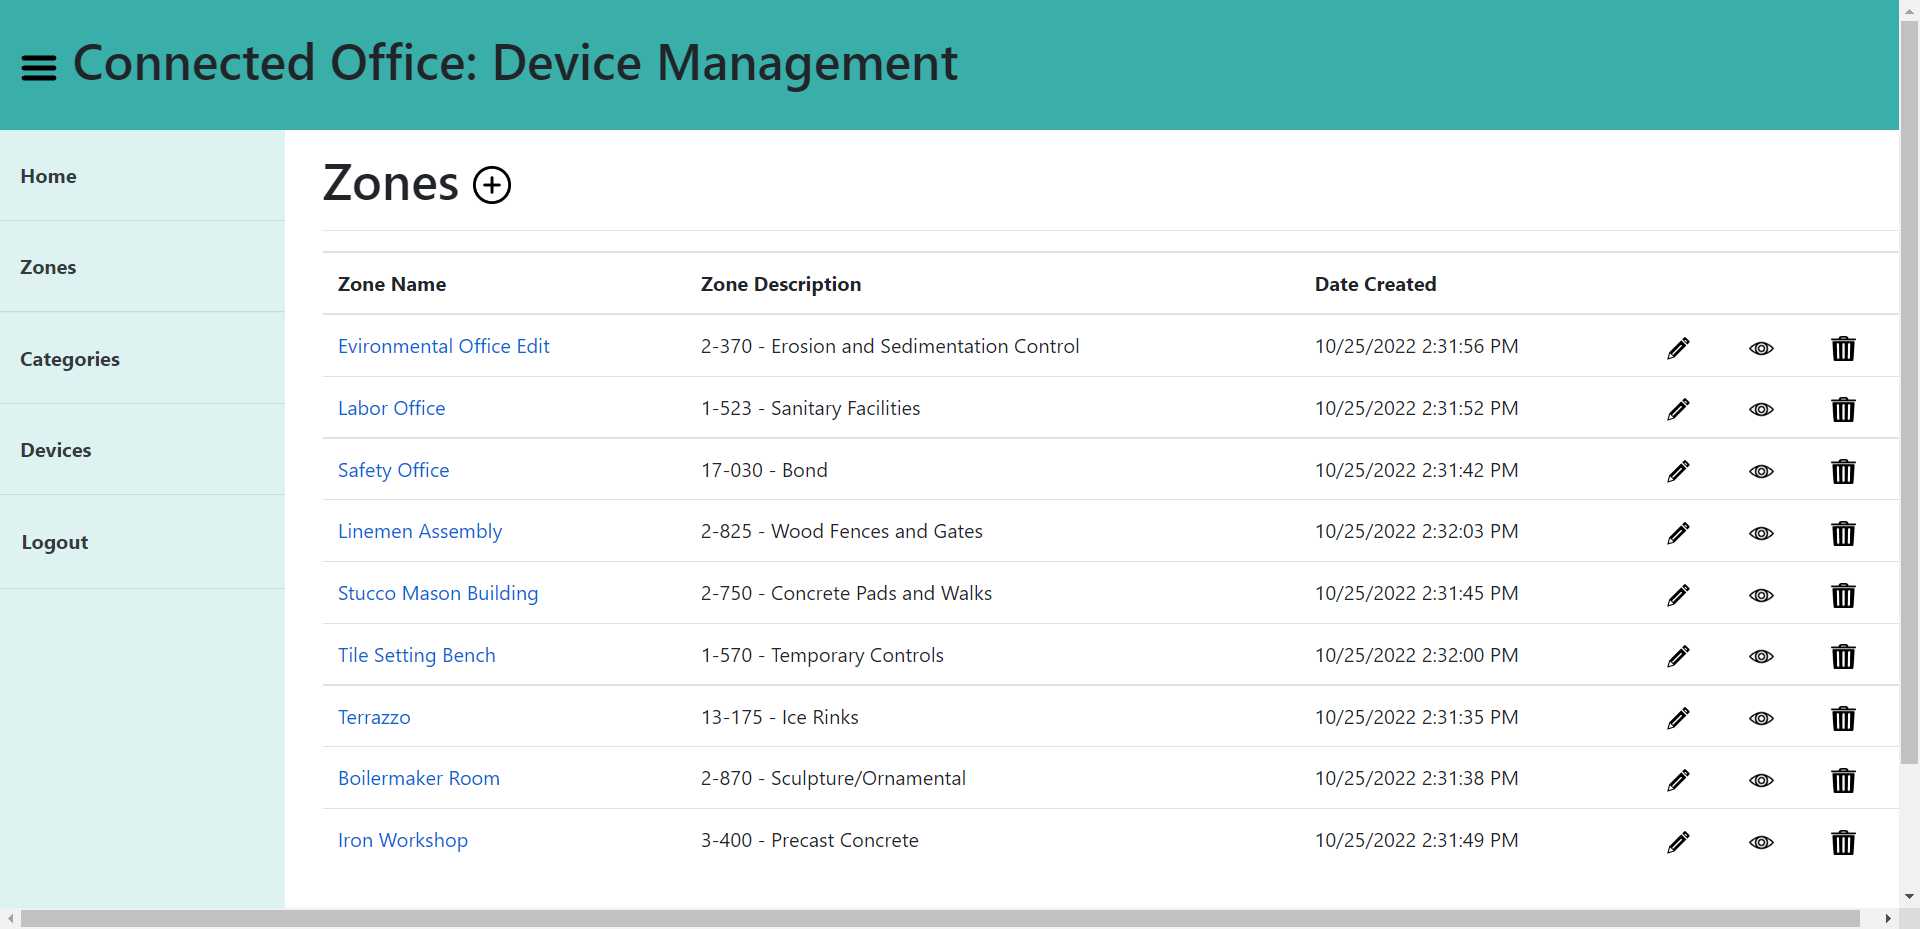 Connected Office: Device Management
Home
Zones
Categories
Devices
Logout
Zones
Zone Name Zone Description Date Created
Evironmental Office Edit 2-370 - Erosion and Sedimentation Control 10/25/2022 2:31:56 PM
Labor Office 1-523 - Sanitary Facilities 10/25/2022 2:31:52 PM
Safety Office 17-030 - Bond 10/25/2022 2:31:42 PM
Linemen Assembly 2-825 - Wood Fences and Gates 10/25/2022 2:32:03 PM
Stucco Mason Building 2-750 - Concrete Pads and Walks 10/25/2022 2:31:45 PM
Tile Setting Bench 1-570 - Temporary Controls 10/25/2022 2:32:00 PM
Terrazzo 13-175 - Ice Rinks 10/25/2022 2:31:35 PM
Boilermaker Room 2-870 - Sculpture/Ornamental 10/25/2022 2:31:38 PM
Iron Workshop 3-400 - Precast Concrete 10/25/2022 2:31:49 PM